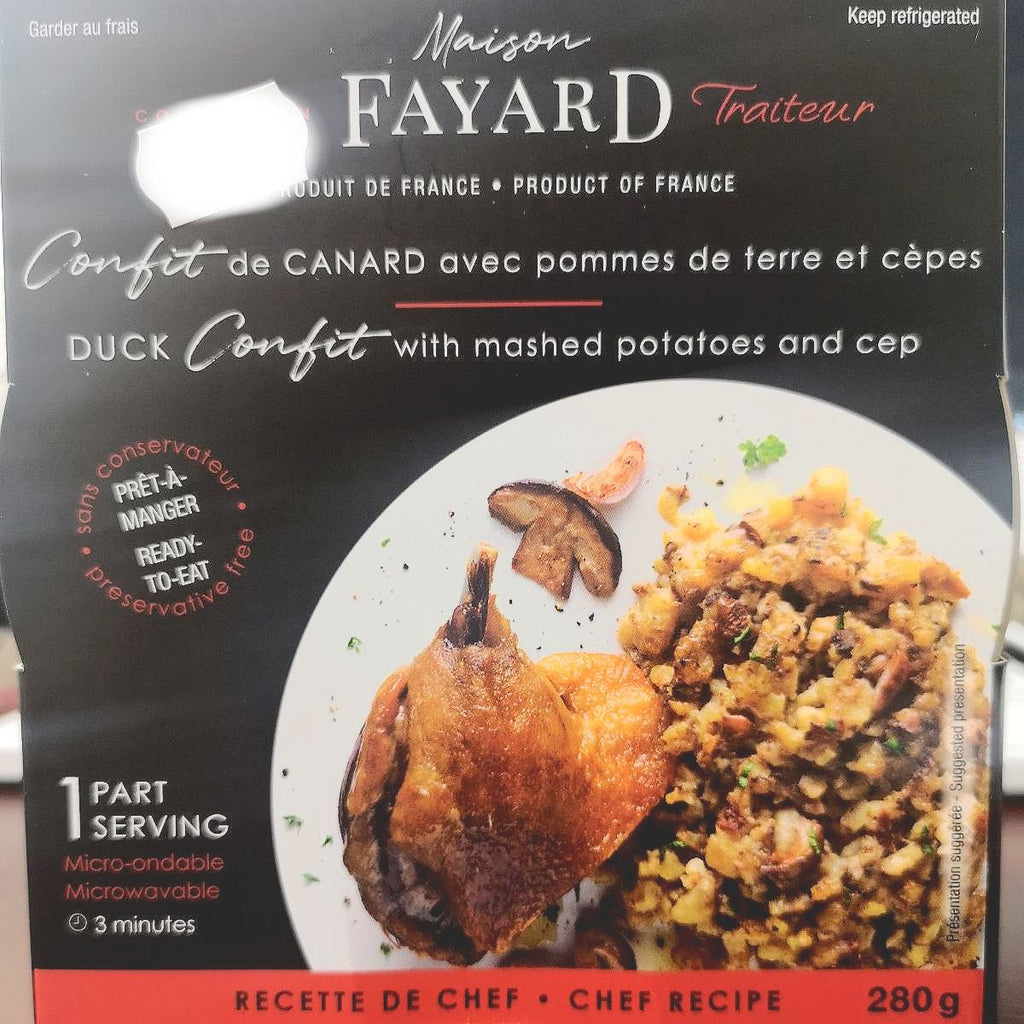 Garder au frais
Keep refrigerated
Maison
FAYARD Traiteur
DE FRANCE • PRODUCT OF FRANCE
Confit de CANARD avec pommes de terre et cèpes
DUCK Confit with mashed potatoes and cep
• sans conservateur •
PRÊT-À-
MANGER
READY-
TO-EAT
preservative free
1 PART
SERVING
Micro-ondable
Microwavable
3 minutes
Présentation suggérée - Suggested presentation
RECETTE DE CHEF • CHEF RECIPE
280g